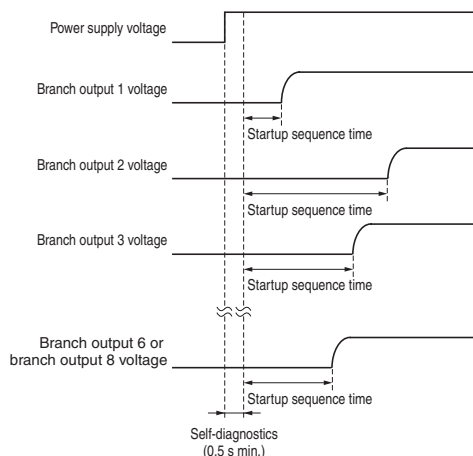 Power supply voltage
Branch output 1 voltage
Startup sequence time
Branch output 2 voltage
Startup sequence time
Branch output 3 voltage
Startup sequence time
Branch output 6 or
branch output 8 voltage
Startup sequence time
Self-diagnostics
(0.5 s min.)